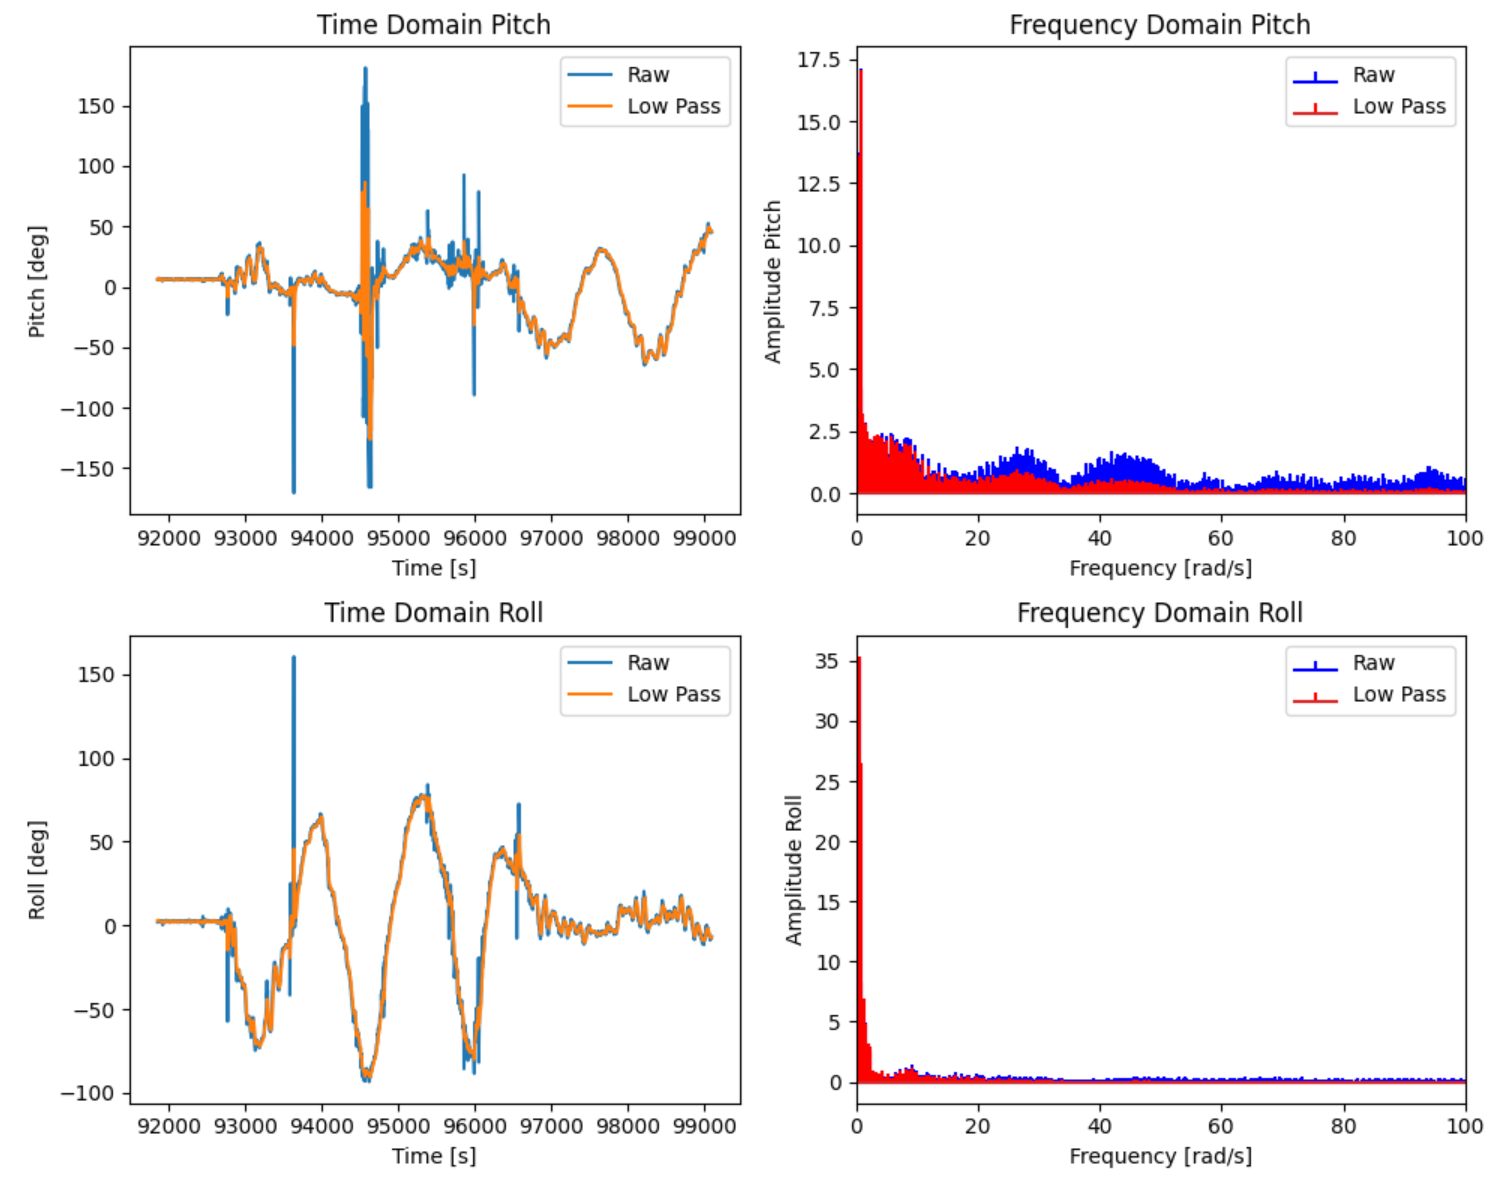 Time Domain Pitch
Raw
Low Pass
150
100
50
0
−50
−100
−150
Pitch [deg]
92000 93000 94000 95000 96000 97000 98000 99000
Time [s]
Frequency Domain Pitch
Raw
Low Pass
17.5
15.0
12.5
10.0
7.5
5.0
2.5
0.0
Amplitude Pitch
0 20 40 60 80 100
Frequency [rad/s]
Time Domain Roll
Raw
Low Pass
150
100
50
0
−50
−100
Roll [deg]
92000 93000 94000 95000 96000 97000 98000 99000
Time [s]
Frequency Domain Roll
Raw
Low Pass
35
30
25
20
15
10
5
0
Amplitude Roll
0 20 40 60 80 100
Frequency [rad/s]